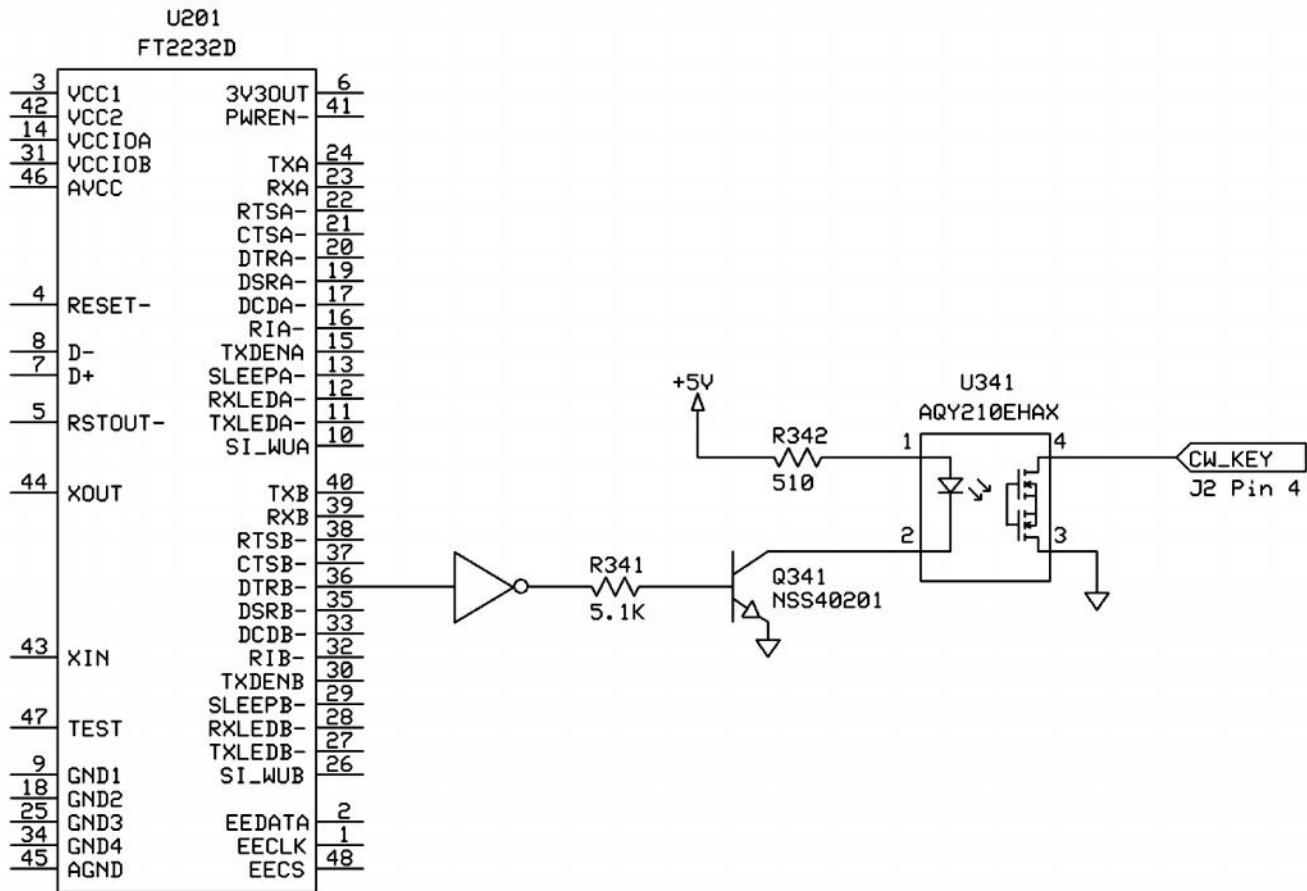 U201
FT2232D
3 VCC1
42 VCC2
14 VCCIOA
31 VCCIOB
46 AVCC
4 RESET-
8 D-
7 D+
5 RSTOUT-
44 XOUT
43 XIN
47 TEST
9 GND1
18 GND2
25 GND3
34 GND4
45 AGND
3V3OUT 6
PWREN- 41
TXA 24
RXA 23
RTSA- 22
CTSA- 21
DTRA- 20
DSRA- 19
DCDA- 17
RIA- 16
TXDENA 15
SLEEPA- 13
RXLEDA- 12
TXLEDA- 11
SI_WUA 10
TXB 40
RXB 39
RTSB- 38
CTSB- 37
DTRB- 36
DSRB- 35
DCDB- 33
RIB- 32
TXDENB 30
SLEEPB- 29
RXLEDB- 28
TXLEDB- 27
SI_WUB 26
EEDATA 2
EECLK 1
EECS 48
R341
5.1K
Q341
NSS40201
+5V
R342
510
U341
AQY210EHAX
1
2
4
3
CW_KEY
J2 Pin 4